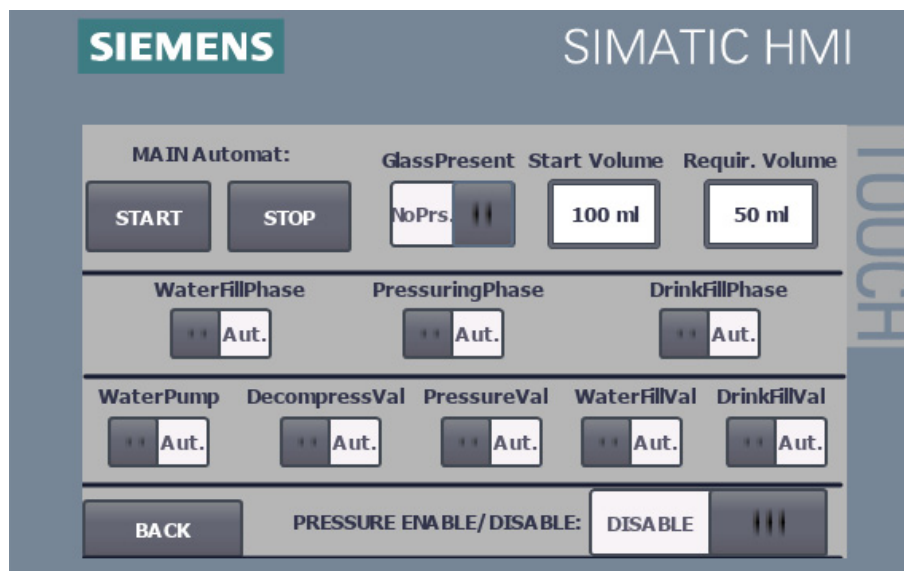 SIEMENS SIMATIC HMI
TOUCH
MAIN Automat: GlassPresent Start Volume Requir. Volume
START STOP NoPrs. 100 ml 50 ml
WaterFillPhase PressuringPhase DrinkFillPhase
Aut. Aut. Aut.
WaterPump DecompressVal PressureVal WaterFillVal DrinkFillVal
Aut. Aut. Aut. Aut. Aut.
BACK PRESSURE ENABLE/DISABLE: DISABLE